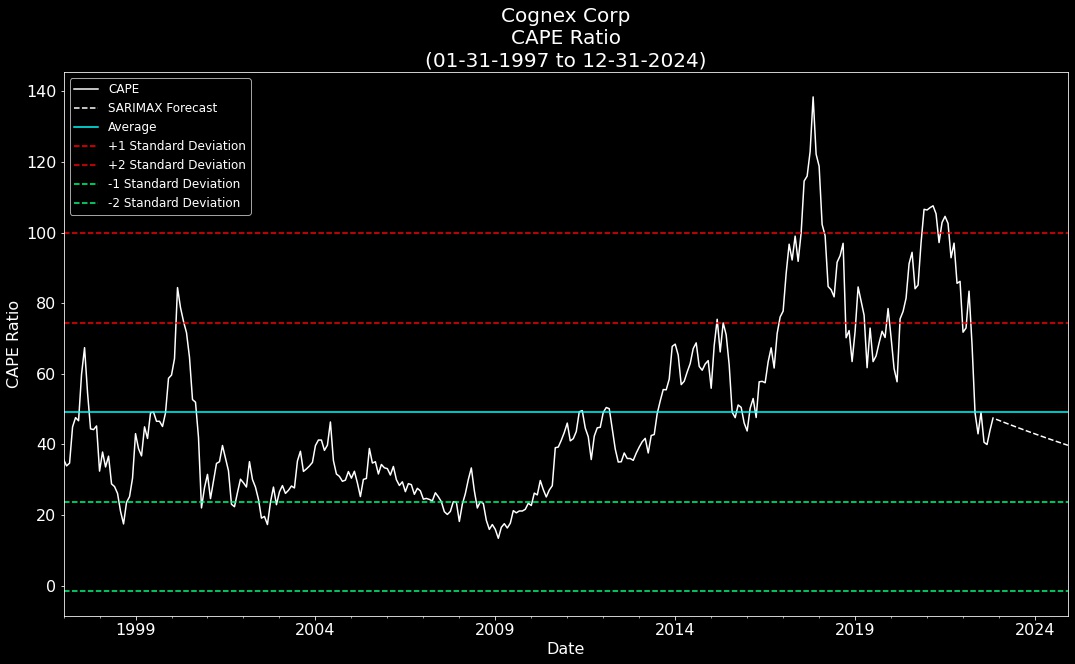 Cognex Corp
CAPE Ratio
(01-31-1997 to 12-31-2024)
CAPE
SARIMAX Forecast
Average
+1 Standard Deviation
+2 Standard Deviation
-1 Standard Deviation
-2 Standard Deviation
CAPE Ratio
140
120
100
80
60
40
20
0
1999 2004 2009 2014 2019 2024
Date